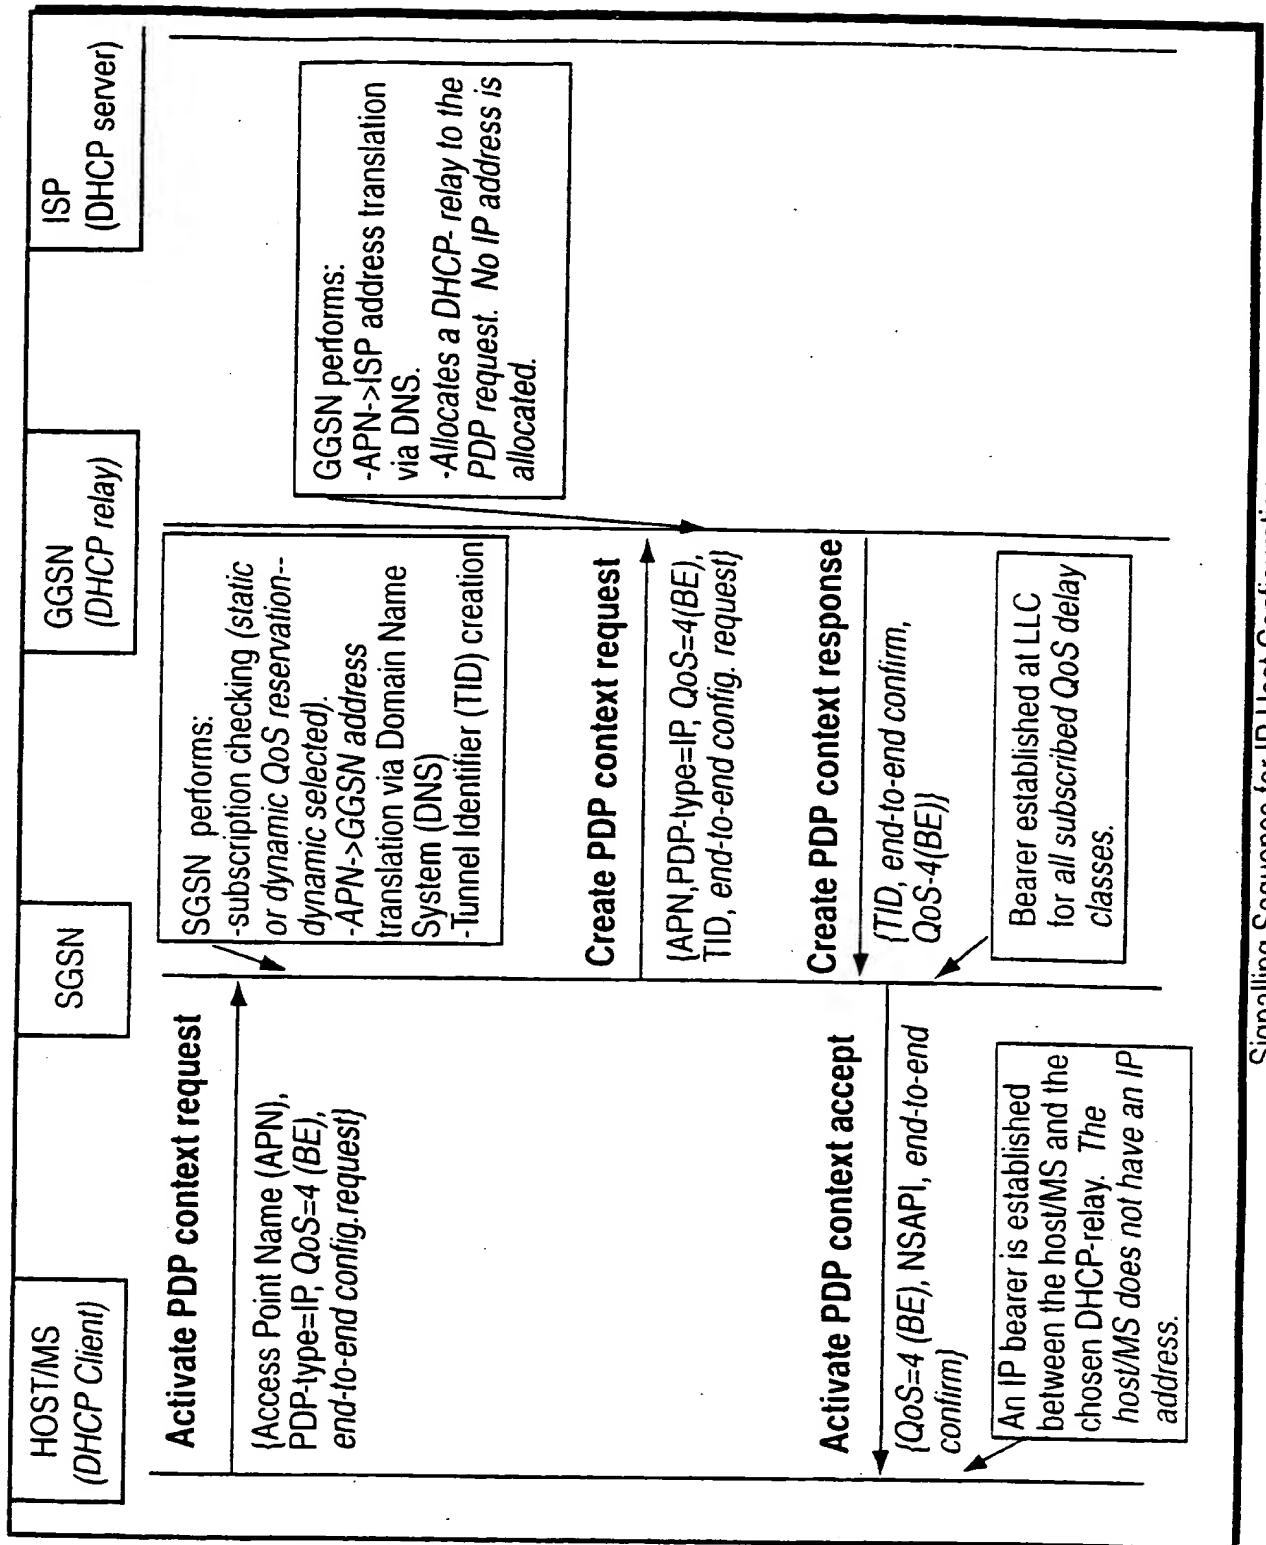 HOST/MS
(DHCP Client)
SGSN
GGSN
(DHCP relay)
ISP
(DHCP server)
Activate PDP context request
{Access Point Name (APN),
PDP-type=IP, QoS=4 (BE),
end-to-end config.request}
SGSN performs:
-subscription checking (static
or dynamic QoS reservation--
dynamic selected).
-APN->GGSN address
translation via Domain Name
System (DNS)
-Tunnel Identifier (TID) creation
GGSN performs:
-APN->ISP address translation
via DNS.
-Allocates a DHCP- relay to the
PDP request. No IP address is
allocated.
Create PDP context request
{APN,PDP-type=IP, QoS=4(BE),
TID, end-to-end config. request}
Create PDP context response
{TID, end-to-end confirm,
QoS-4(BE)}
Activate PDP context accept
{QoS=4 (BE), NSAPI, end-to-end
confirm}
Bearer established at LLC
for all subscribed QoS delay
classes.
An IP bearer is established
between the host/MS and the
chosen DHCP-relay. The
host/MS does not have an IP
address.
Signalling Sequence for IP Host Configuration